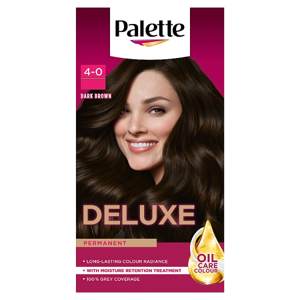 Palette
4-0
DARK BROWN
DELUXE
PERMANENT
• LONG-LASTING COLOUR RADIANCE
• WITH MOISTURE RETENTION TREATMENT
• 100% GREY COVERAGE
OIL
CARE
COLOUR